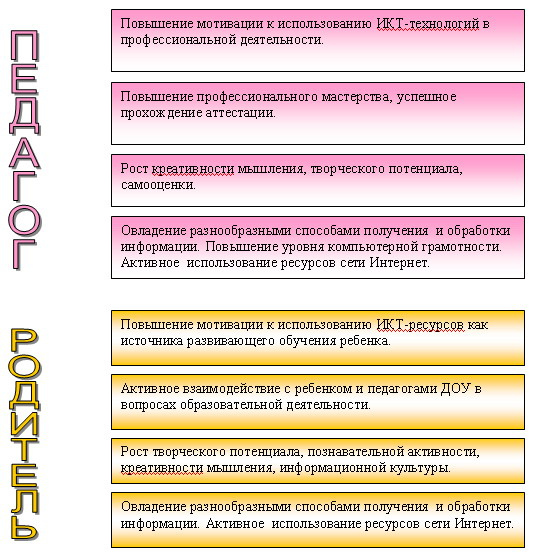 ПЕДАГОГ
Повышение мотивации к использованию ИКТ-технологий в
профессиональной деятельности.
Повышение профессионального мастерства, успешное
прохождение аттестации.
Рост креативности мышления, творческого потенциала,
самооценки.
Овладение разнообразными способами получения и обработки
информации. Повышение уровня компьютерной грамотности.
Активное использование ресурсов сети Интернет.
РОДИТЕЛЬ
Повышение мотивации к использованию ИКТ-ресурсов как
источника развивающего обучения ребенка.
Активное взаимодействие с ребенком и педагогами ДОУ в
вопросах образовательной деятельности.
Рост творческого потенциала, познавательной активности,
креативности мышления, информационной культуры.
Овладение разнообразными способами получения и обработки
информации. Активное использование ресурсов сети Интернет.